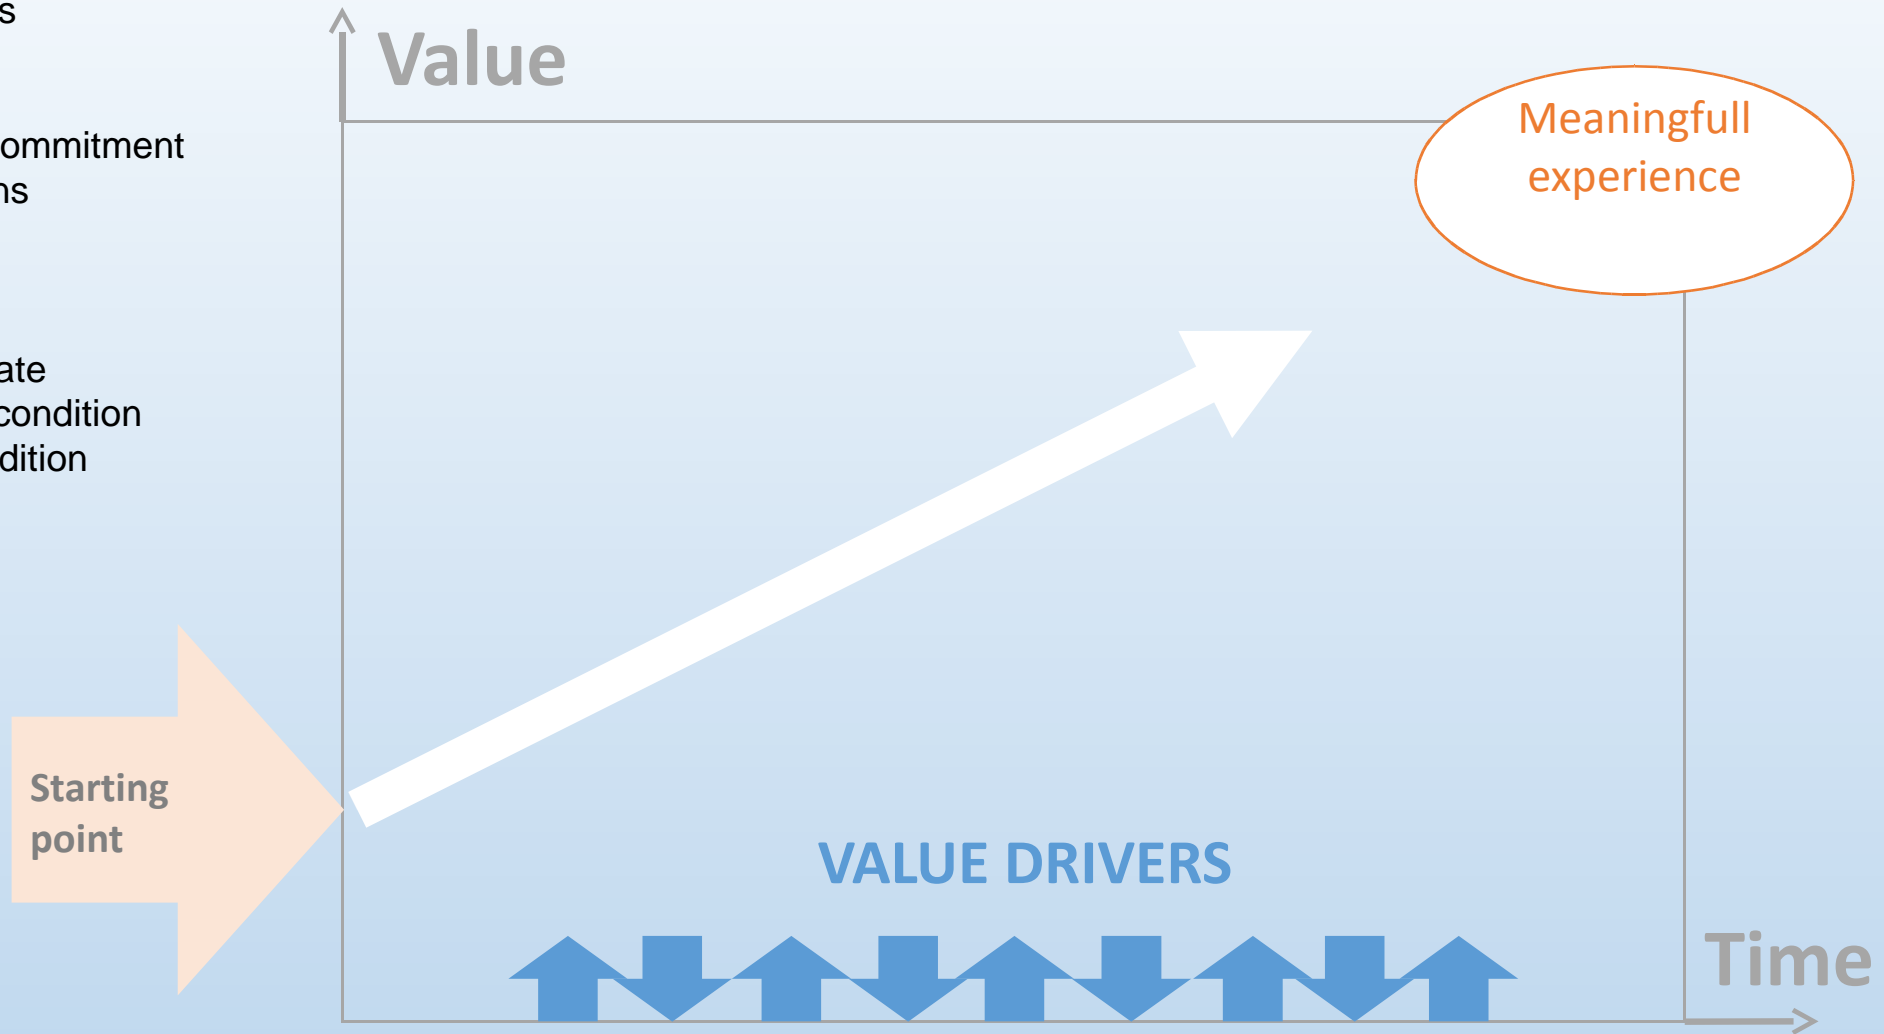 s
Value
Meaningfull
experience
ommitment
ns
ate
condition
dition
Starting
point
VALUE DRIVERS
Time